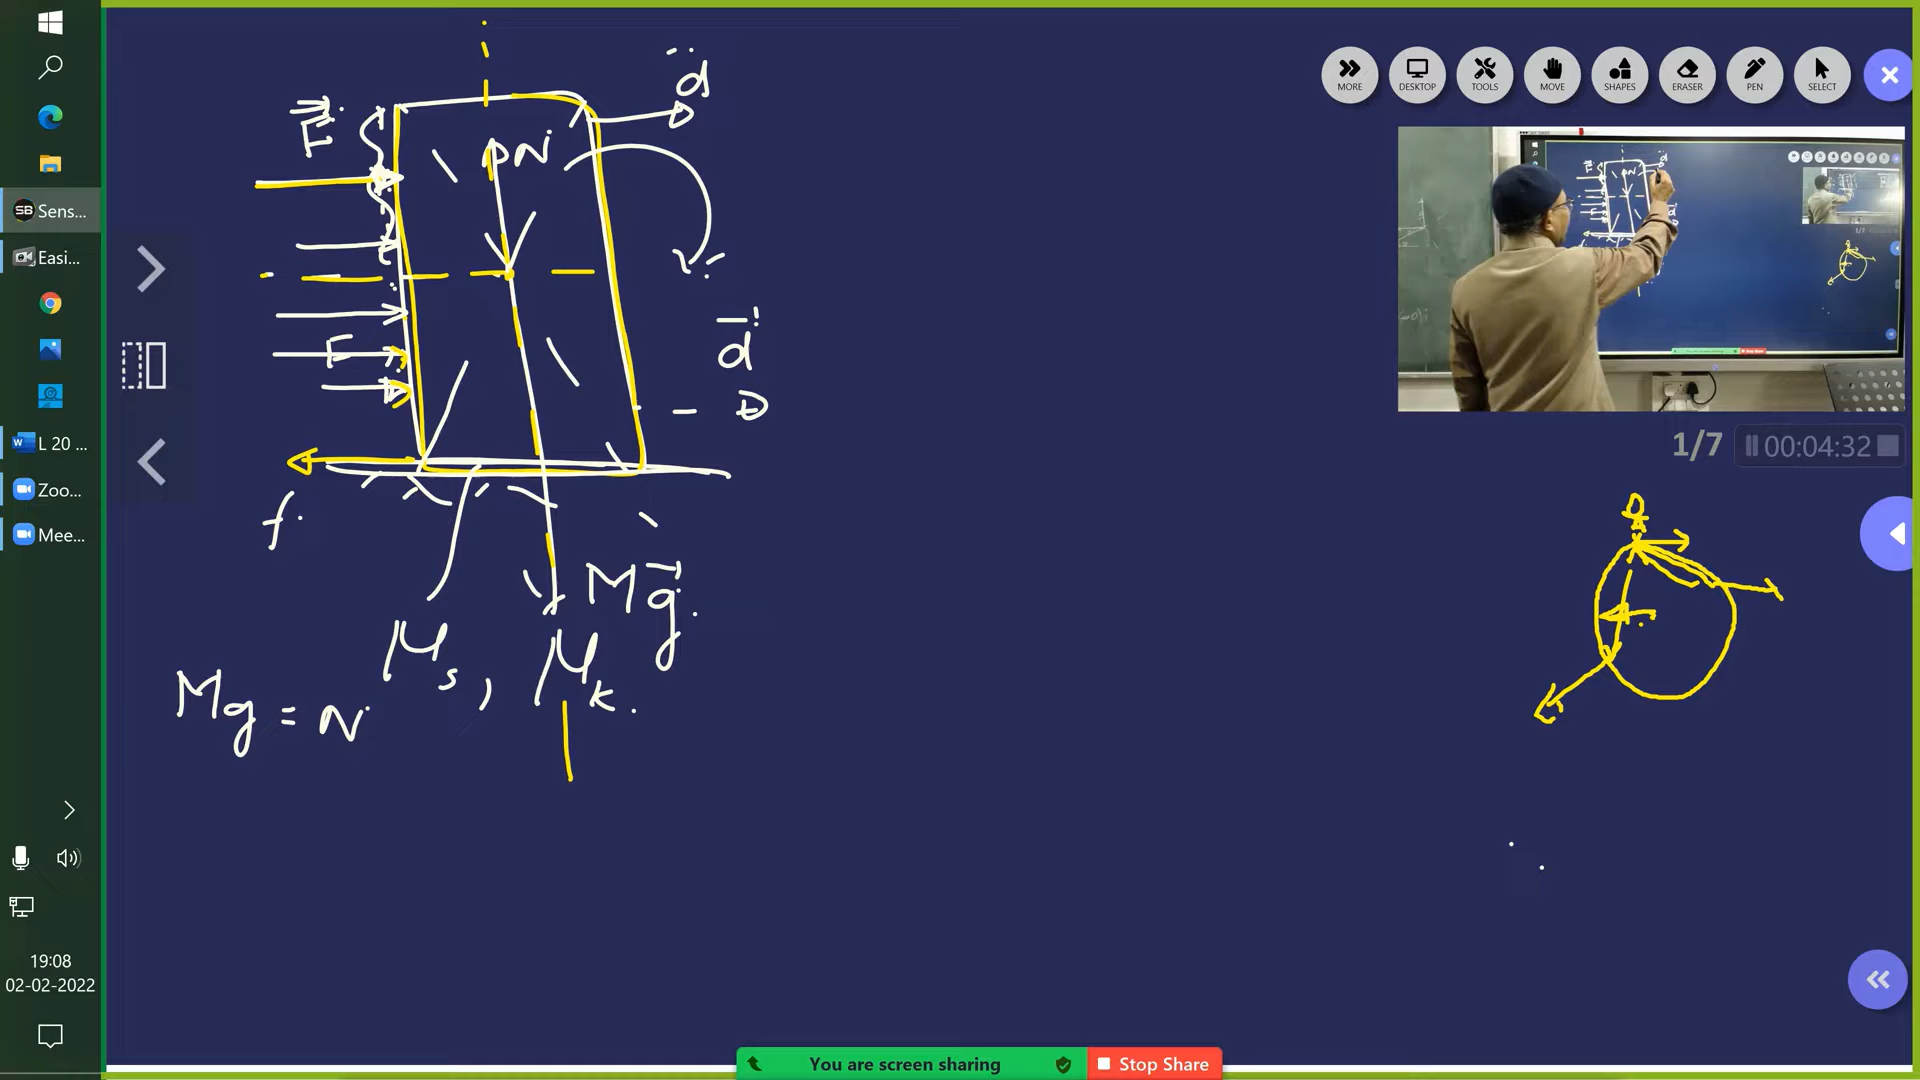 Sens...
Easi...
L 20 ...
Zoo...
Mee...
19:08
02-02-2022
F
N
a
F
d
f
Mg
μs, μk
Mg = N
MORE
DESKTOP
TOOLS
MOVE
SHAPES
ERASER
PEN
SELECT
1/7
00:04:32
You are screen sharing
Stop Share